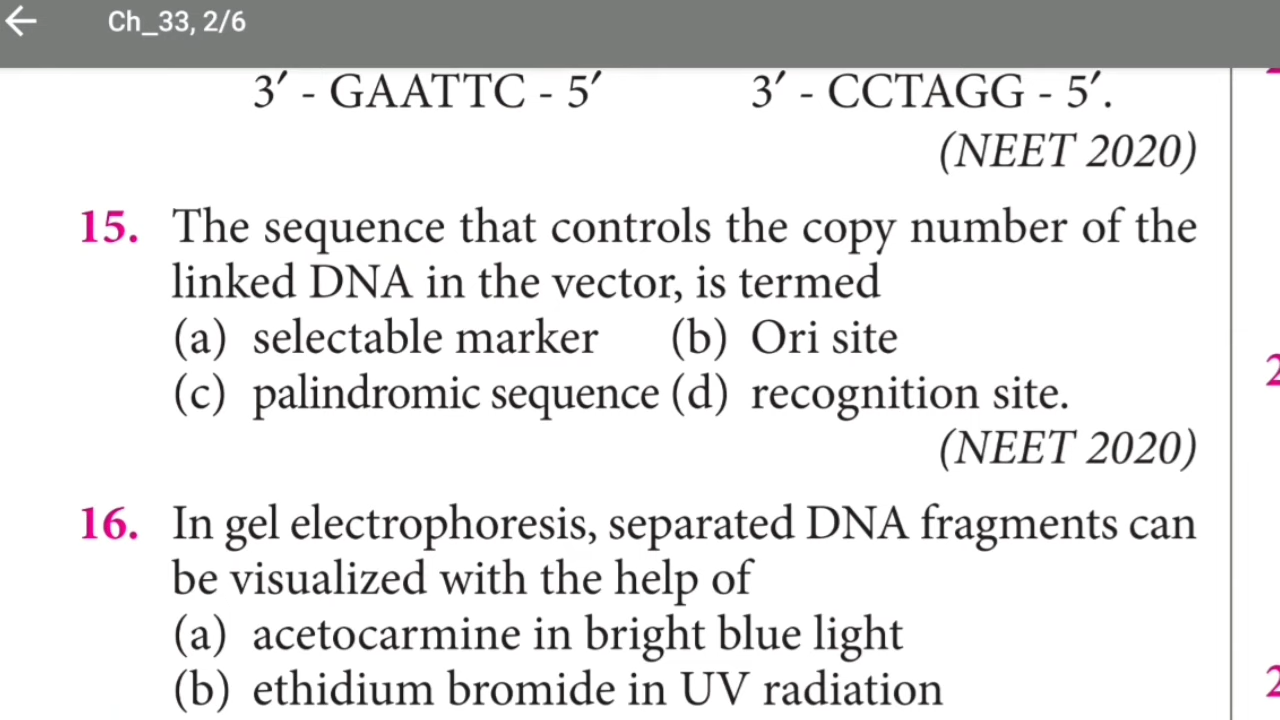 Ch_33, 2/6
3′ - GAATTC - 5′ 3′ - CCTAGG - 5′.
(NEET 2020)
15. The sequence that controls the copy number of the
linked DNA in the vector, is termed
(a) selectable marker (b) Ori site
(c) palindromic sequence (d) recognition site.
(NEET 2020)
16. In gel electrophoresis, separated DNA fragments can
be visualized with the help of
(a) acetocarmine in bright blue light
(b) ethidium bromide in UV radiation
2
2